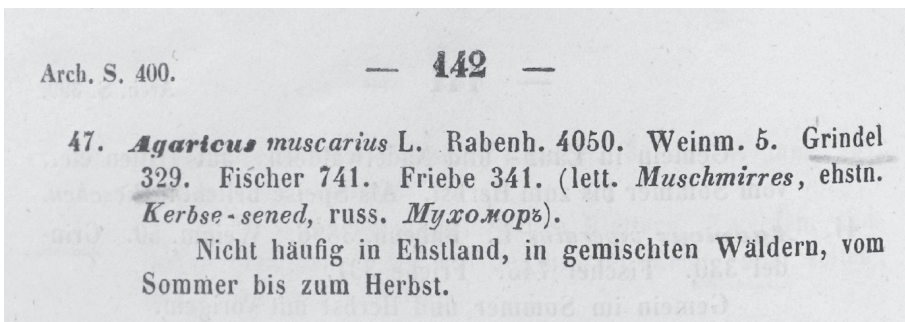 Arch. S. 400.
— 142 —
47. Agaricus muscarius L. Rabenh. 4050. Weinm. 5. Grindel
329. Fischer 741. Friebe 341. (lett. Muschmirres, ehstn.
Kerbse-sened, russ. Мухоморъ).
Nicht häufig in Ehstland, in gemischten Wäldern, vom
Sommer bis zum Herbst.